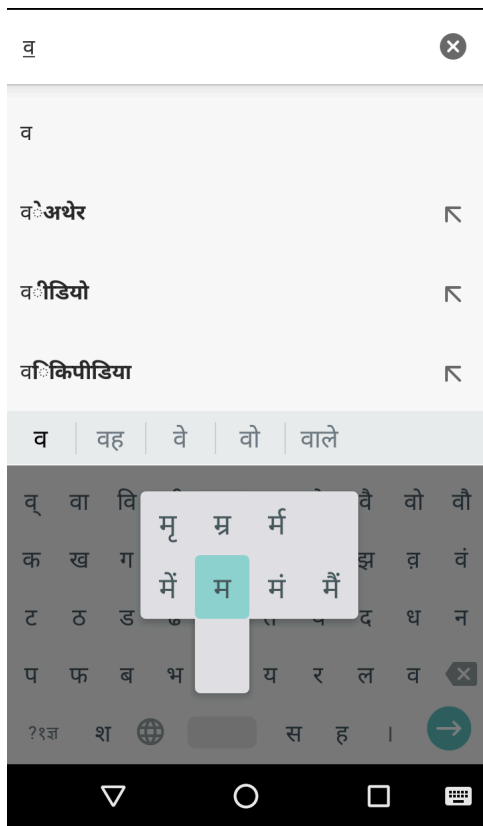 व
व
व◌ेअथेर
व◌ीडियो
व◌िकिपीडिया
व वह वे वो वाले
व् वा वि वै वो वौ
मृ म्र र्म
क ख ग झ व़ वं
में म मं मैं
ट ठ ड द ध न
प फ ब भ य र ल व
?१ज्ञ श स ह ।